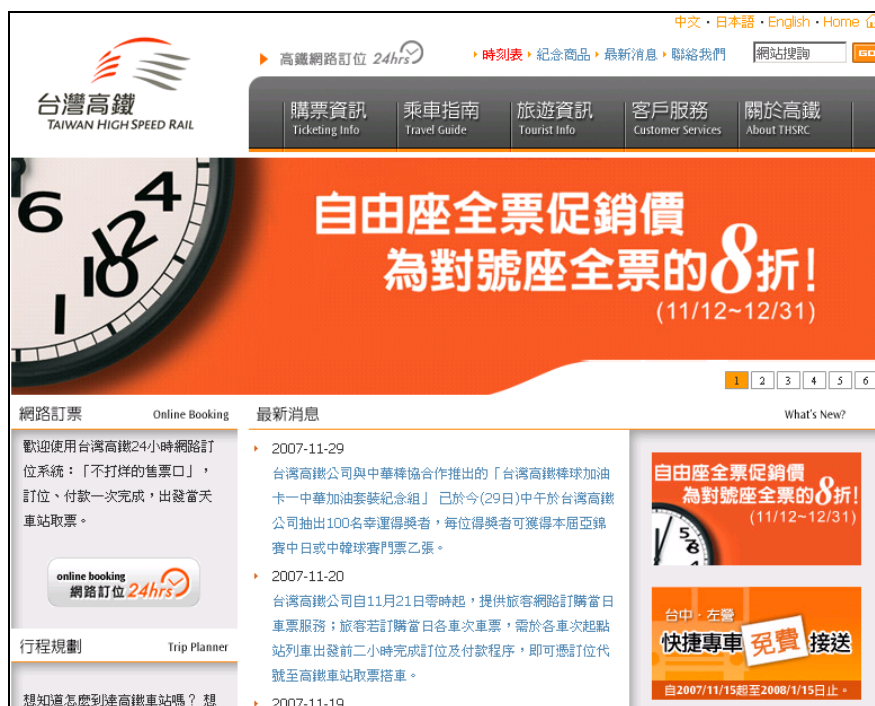 中文・日本語・English・Home
高鐵網路訂位 24hrs
時刻表 紀念商品 最新消息 聯絡我們
網站搜詢 GO
台灣高鐵
TAIWAN HIGH SPEED RAIL
購票資訊 乘車指南 旅遊資訊 客戶服務 關於高鐵
Ticketing Info Travel Guide Tourist Info Customer Services About THSRC
6 4 2 10 8 1
自由座全票促銷價
為對號座全票的8折!
(11/12~12/31)
1 2 3 4 5 6
網路訂票 Online Booking
歡迎使用台灣高鐵24小時網路訂
位系統：「不打烊的售票口」，
訂位、付款一次完成，出發當天
車站取票。
online booking
網路訂位 24hrs
行程規劃 Trip Planner
想知道怎麼到達高鐵車站嗎？想
最新消息 What's New?
2007-11-29
台灣高鐵公司與中華棒協合作推出的「台灣高鐵棒球加油
卡一中華加油套裝紀念組」 已於今(29日)中午於台灣高鐵
公司抽出100名幸運得獎者，每位得獎者可獲得本屆亞錦
賽中日或中韓球賽門票乙張。
2007-11-20
台灣高鐵公司自11月21日零時起，提供旅客網路訂購當日
車票服務；旅客若訂購當日各車次車票，需於各車次起點
站列車出發前二小時完成訂位及付款程序，即可憑訂位代
號至高鐵車站取票搭車。
2007-11-19
自由座全票促銷價
為對號座全票的8折!
(11/12~12/31)
台中・左營
快捷專車 免費 接送
自2007/11/15起至2008/1/15日止。